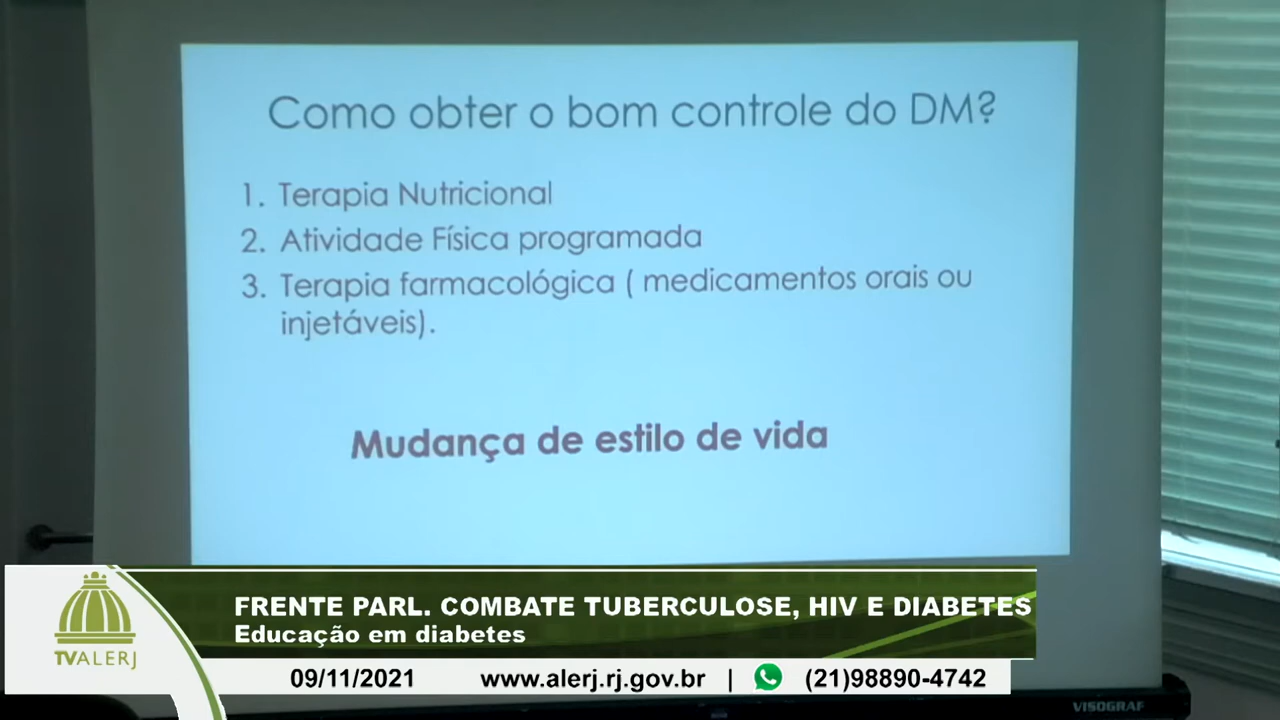 Como obter o bom controle do DM?
1. Terapia Nutricional
2. Atividade Física programada
3. Terapia farmacológica ( medicamentos orais ou
injetáveis).
Mudança de estilo de vida
FRENTE PARL. COMBATE TUBERCULOSE, HIV E DIABETES
Educação em diabetes
TVALERJ
09/11/2021 www.alerj.rj.gov.br | (21)98890-4742
VISOGRAF